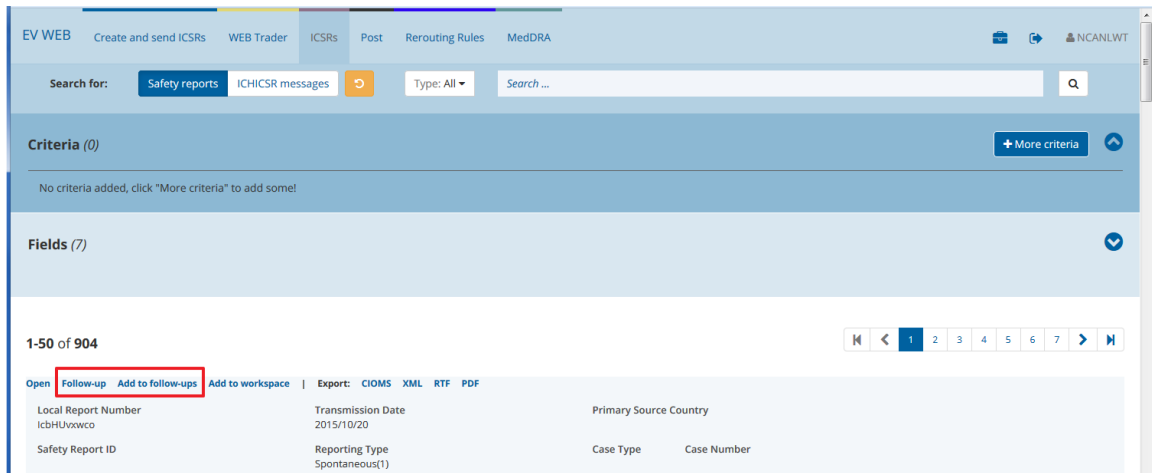 EV WEB Create and send ICSRs WEB Trader ICSRs Post Rerouting Rules MedDRA NCANLWT
Search for: Safety reports ICHICSR messages Type: All Search ...
Criteria (0) + More criteria
No criteria added, click "More criteria" to add some!
Fields (7)
1-50 of 904 1 2 3 4 5 6 7
Open Follow-up Add to follow-ups Add to workspace | Export: CIOMS XML RTF PDF
Local Report Number Transmission Date Primary Source Country
IcbHUvxwco 2015/10/20
Safety Report ID Reporting Type Case Type Case Number
Spontaneous(1)